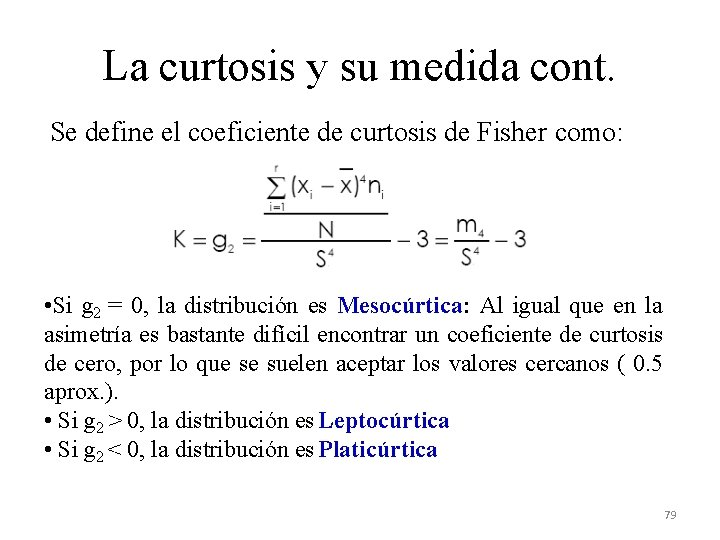 La curtosis y su medida cont.
Se define el coeficiente de curtosis de Fisher como:
K = g₂ = (∑_{i=1}^{r} (xᵢ − x̅)⁴ nᵢ / N) / S⁴ − 3 = m₄ / S⁴ − 3
•Si g₂ = 0, la distribución es Mesocúrtica: Al igual que en la
asimetría es bastante difícil encontrar un coeficiente de curtosis
de cero, por lo que se suelen aceptar los valores cercanos ( 0.5
aprox.).
• Si g₂ > 0, la distribución es Leptocúrtica
• Si g₂ < 0, la distribución es Platicúrtica
79